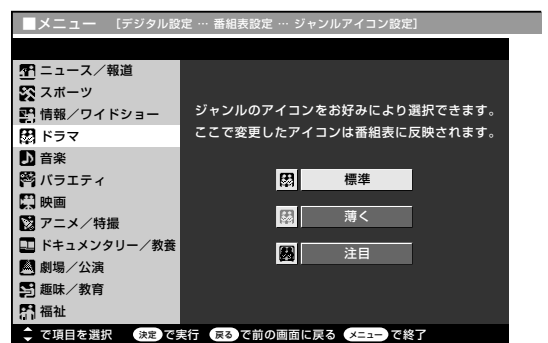 メニュー [デジタル設定 … 番組表設定 … ジャンルアイコン設定]
ニュース／報道
スポーツ
情報／ワイドショー
ドラマ
音楽
バラエティ
映画
アニメ／特撮
ドキュメンタリー／教養
劇場／公演
趣味／教育
福祉
ジャンルのアイコンをお好みにより選択できます。
ここで変更したアイコンは番組表に反映されます。
標準
薄く
注目
で項目を選択 決定 で実行 戻る で前の画面に戻る メニュー で終了